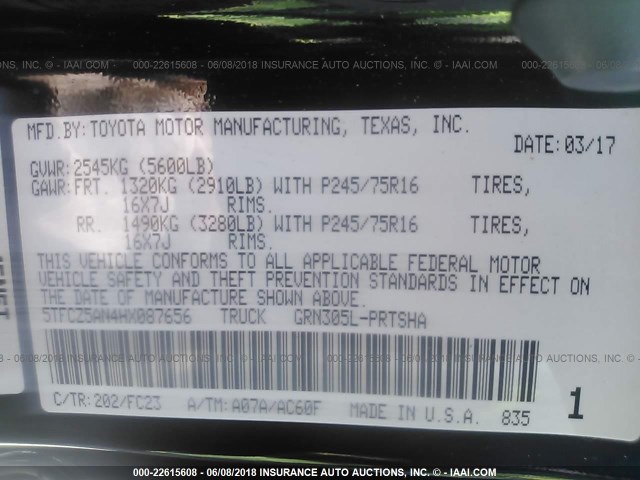 000-22615608 - 06/08/2018 INSURANCE AUTO AUCTIONS, INC. - IAAI.COM
MFD.BY:TOYOTA MOTOR MANUFACTURING, TEXAS, INC.
DATE:03/17
GVWR:2545KG (5600LB)
GAWR:FRT. 1320KG (2910LB) WITH P245/75R16 TIRES,
16X7J RIMS.
RR. 1490KG (3280LB) WITH P245/75R16 TIRES,
16X7J RIMS.
THIS VEHICLE CONFORMS TO ALL APPLICABLE FEDERAL MOTOR
VEHICLE SAFETY AND THEFT PREVENTION STANDARDS IN EFFECT ON
THE DATE OF MANUFACTURE SHOWN ABOVE.
5TFCZ5AN4HX087656 TRUCK GRN305L-PRTSHA
C/TR:202/FC23 A/TM:A07A/AC60F MADE IN U.S.A. 835 1
000-22615608 - 06/08/2018 INSURANCE AUTO AUCTIONS, INC. - IAAI.COM